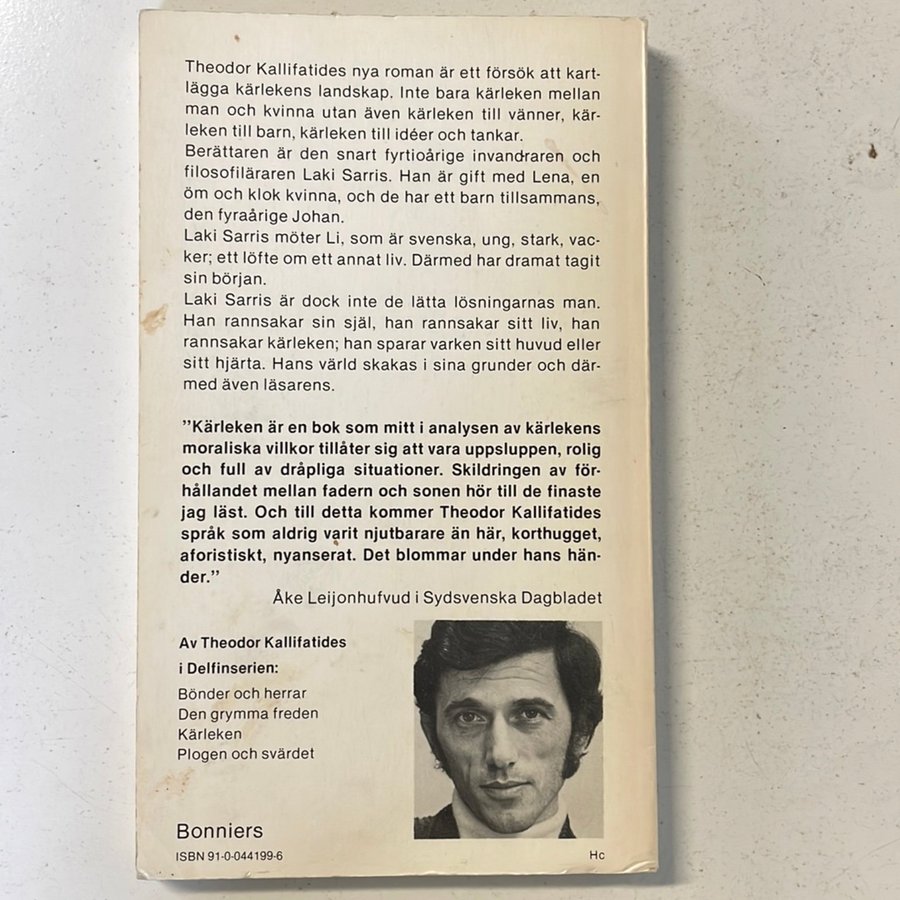 Theodor Kallifatides nya roman är ett försök att kart-
lägga kärlekens landskap. Inte bara kärleken mellan
man och kvinna utan även kärleken till vänner, kär-
leken till barn, kärleken till idéer och tankar.
Berättaren är den snart fyrtioårige invandraren och
filosofiläraren Laki Sarris. Han är gift med Lena, en
öm och klok kvinna, och de har ett barn tillsammans,
den fyraårige Johan.
Laki Sarris möter Li, som är svenska, ung, stark, vac-
ker; ett löfte om ett annat liv. Därmed har dramat tagit
sin början.
Laki Sarris är dock inte de lätta lösningarnas man.
Han rannsakar sin själ, han rannsakar sitt liv, han
rannsakar kärleken; han sparar varken sitt huvud eller
sitt hjärta. Hans värld skakas i sina grunder och där-
med även läsarens.
”Kärleken är en bok som mitt i analysen av kärlekens
moraliska villkor tillåter sig att vara uppsluppen, rolig
och full av dråpliga situationer. Skildringen av för-
hållandet mellan fadern och sonen hör till de finaste
jag läst. Och till detta kommer Theodor Kallifatides
språk som aldrig varit njutbarare än här, korthugget,
aforistiskt, nyanserat. Det blommar under hans hän-
der.”
Åke Leijonhufvud i Sydsvenska Dagbladet
Av Theodor Kallifatides
i Delfinserien:
Bönder och herrar
Den grymma freden
Kärleken
Plogen och svärdet
Bonniers
ISBN 91-0-044199-6
Hc